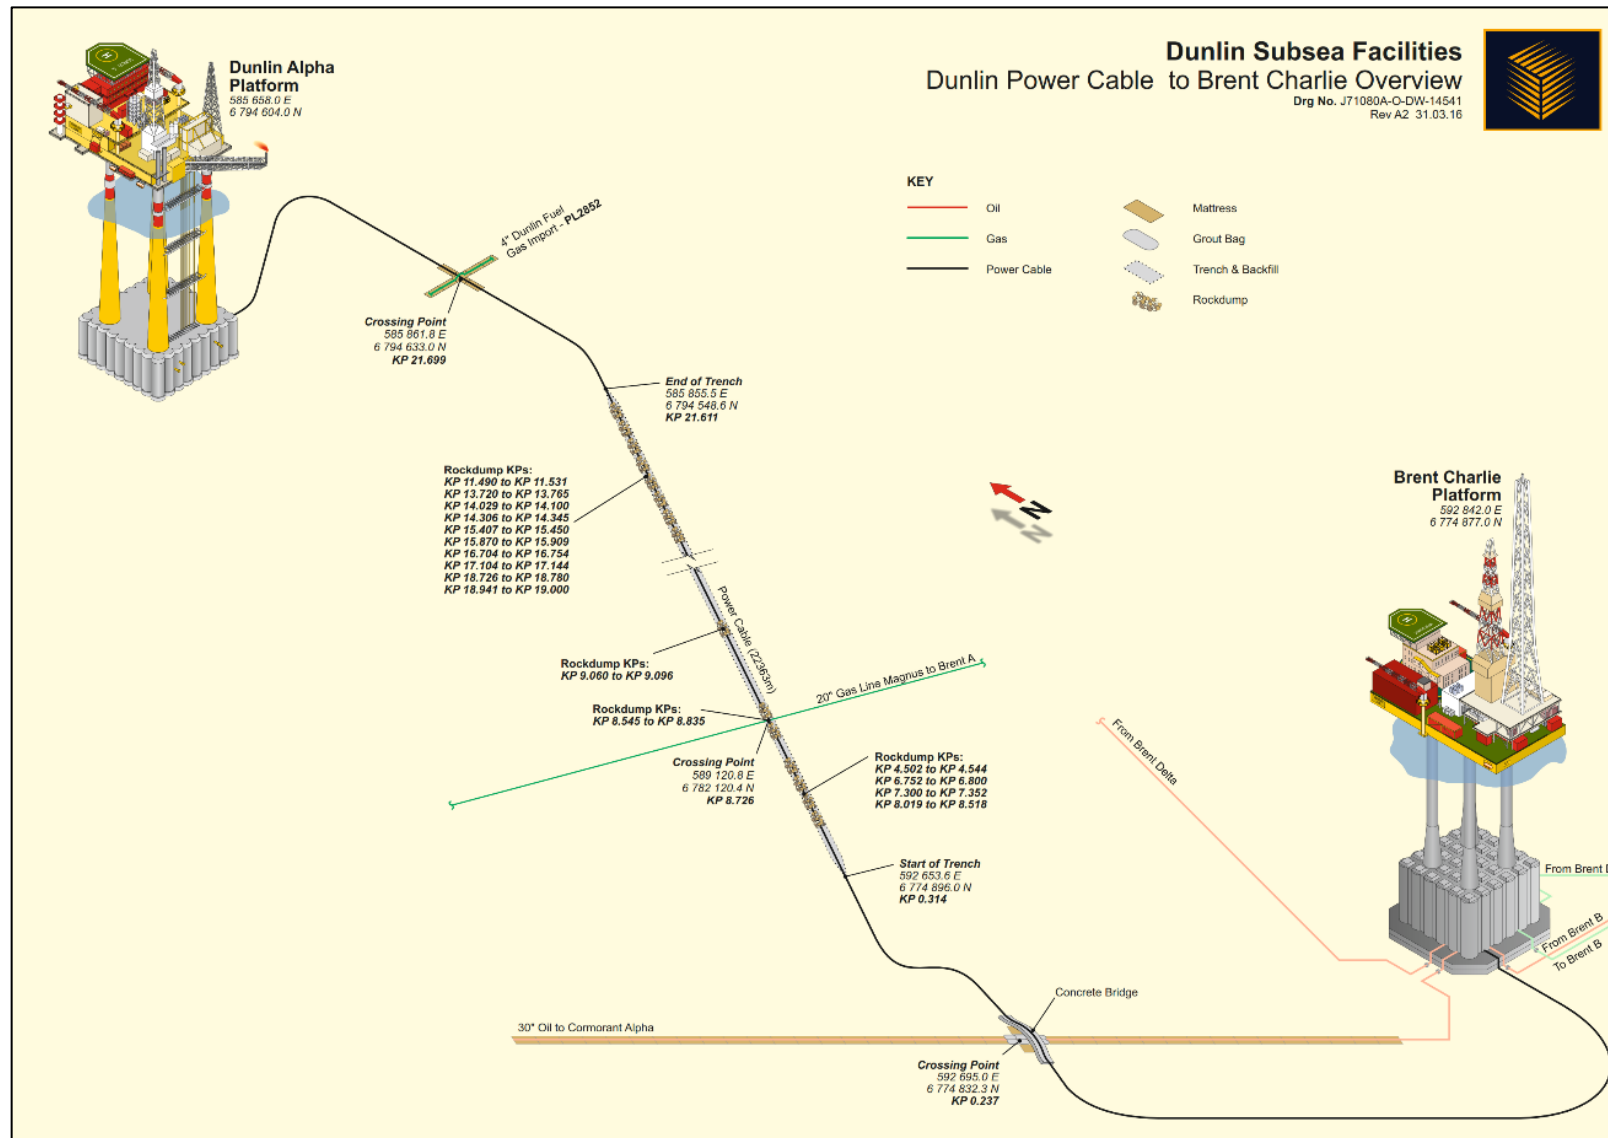 Dunlin Subsea Facilities
Dunlin Power Cable to Brent Charlie Overview
Drg No. J71080A-O-DW-14541
Rev A2 31.03.16
Dunlin Alpha
Platform
585 658.0 E
6 794 604.0 N
KEY
Oil
Gas
Power Cable
Mattress
Grout Bag
Trench & Backfill
Rockdump
4" Dunlin Fuel
Gas Import - PL2852
Crossing Point
585 861.8 E
6 794 633.0 N
KP 21.699
End of Trench
585 855.5 E
6 794 548.6 N
KP 21.611
Rockdump KPs:
KP 11.490 to KP 11.531
KP 13.720 to KP 13.765
KP 14.029 to KP 14.100
KP 14.306 to KP 14.345
KP 15.407 to KP 15.450
KP 15.870 to KP 15.909
KP 16.704 to KP 16.754
KP 17.104 to KP 17.144
KP 18.726 to KP 18.780
KP 18.941 to KP 19.000
N
N
Brent Charlie
Platform
592 842.0 E
6 774 877.0 N
Power Cable (22363m)
Rockdump KPs:
KP 9.060 to KP 9.096
20" Gas Line Magnus to Brent A
Rockdump KPs:
KP 8.545 to KP 8.835
Crossing Point
589 120.8 E
6 782 120.4 N
KP 8.726
Rockdump KPs:
KP 4.502 to KP 4.544
KP 6.752 to KP 6.800
KP 7.300 to KP 7.352
KP 8.019 to KP 8.518
From Brent Delta
Start of Trench
592 653.6 E
6 774 896.0 N
KP 0.314
From Brent
From Brent B
To Brent B
Concrete Bridge
30" Oil to Cormorant Alpha
Crossing Point
592 695.0 E
6 774 832.3 N
KP 0.237